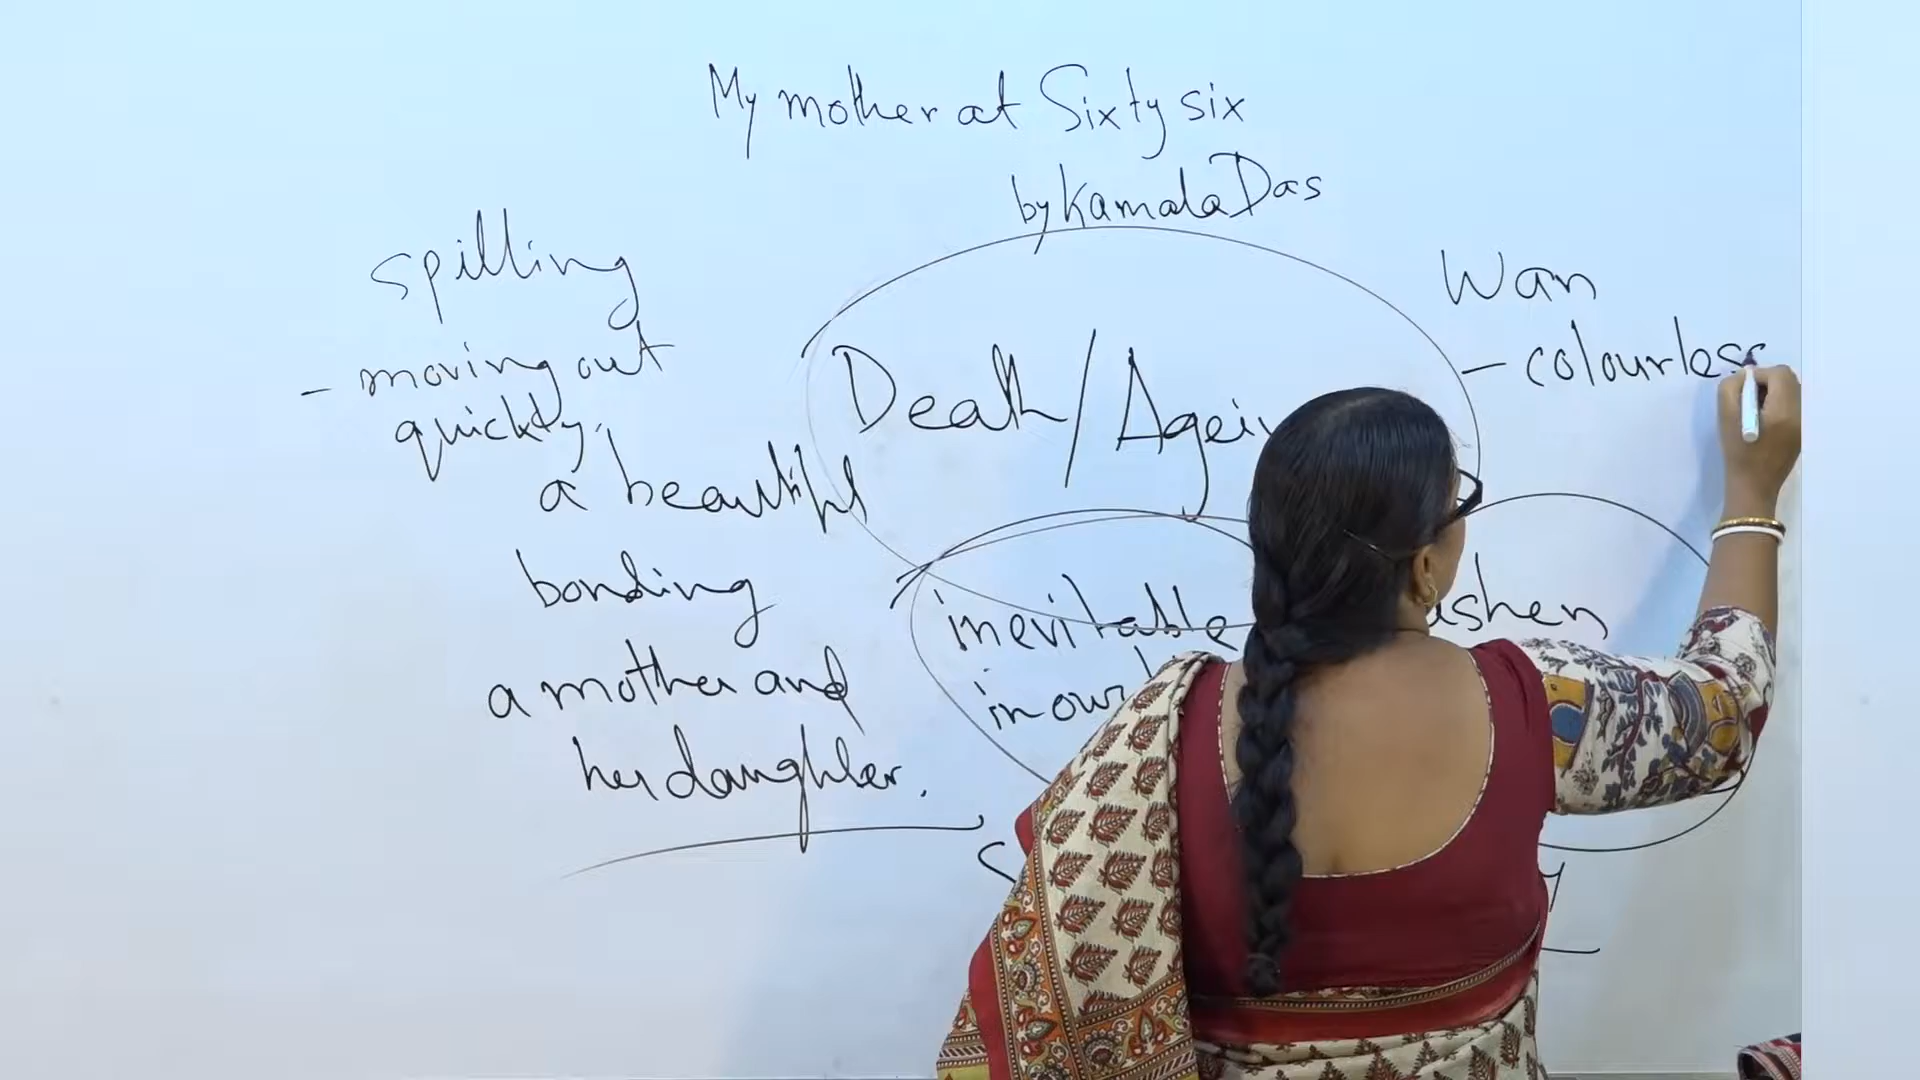 My mother at Sixty six
by Kamala Das
spilling
- moving out
quickly.
a beautiful
bonding
a mother and
her daughter.
Death / Agein
inevitable
in our
Wan
- colourless
ashen